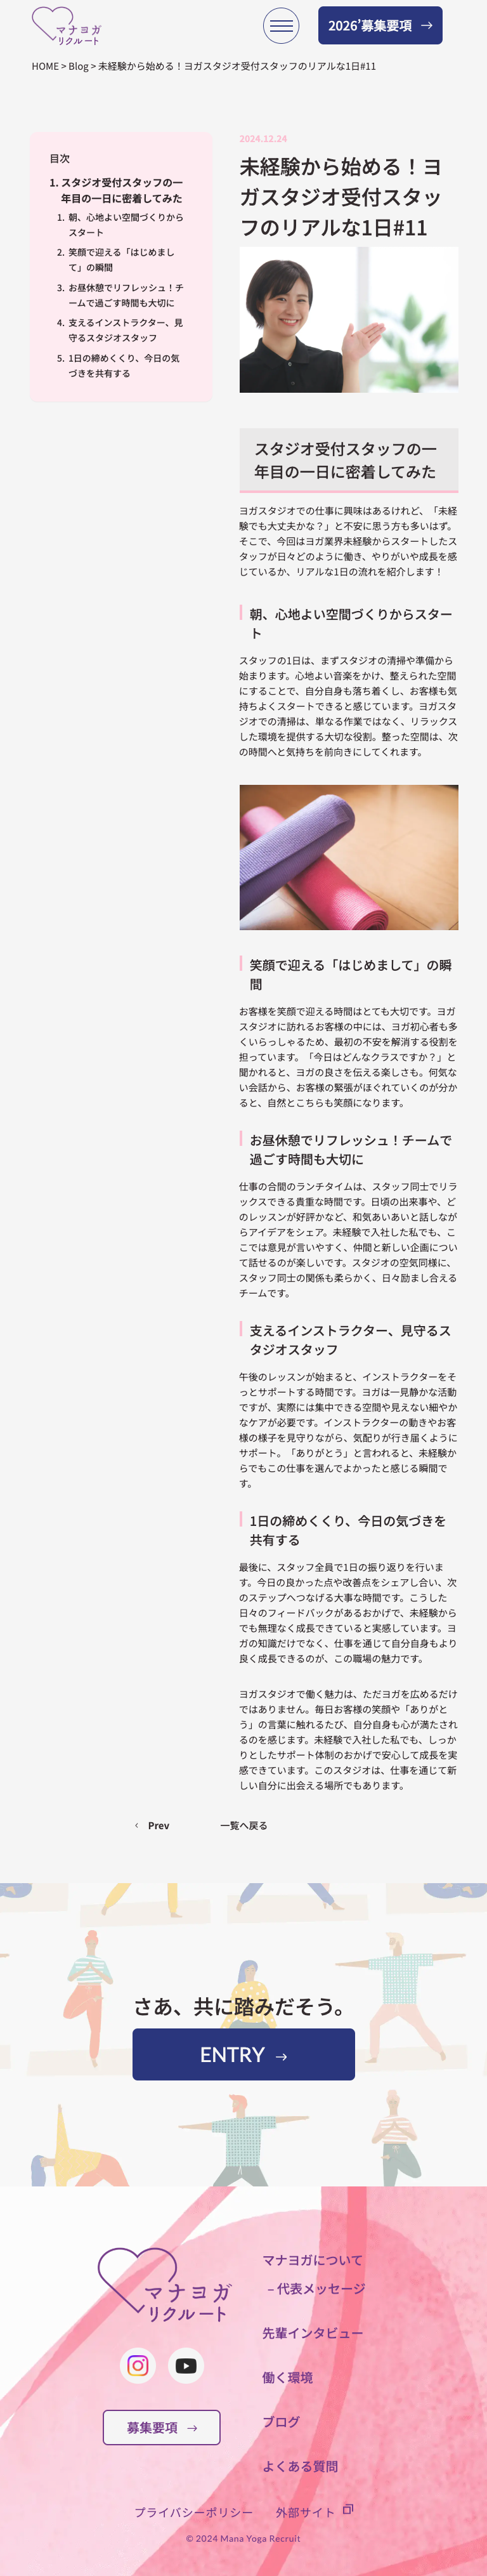 マナヨガ
リクルート
2026’募集要項 →
HOME > Blog > 未経験から始める！ヨガスタジオ受付スタッフのリアルな1日#11
目次
1. スタジオ受付スタッフの一
年目の一日に密着してみた
1. 朝、心地よい空間づくりから
スタート
2. 笑顔で迎える「はじめまし
て」の瞬間
3. お昼休憩でリフレッシュ！チ
ームで過ごす時間も大切に
4. 支えるインストラクター、見
守るスタジオスタッフ
5. 1日の締めくくり、今日の気
づきを共有する
2024.12.24
未経験から始める！ヨ
ガスタジオ受付スタッ
フのリアルな1日#11
スタジオ受付スタッフの一
年目の一日に密着してみた
ヨガスタジオでの仕事に興味はあるけれど、「未経
験でも大丈夫かな？」と不安に思う方も多いはず。
そこで、今回はヨガ業界未経験からスタートしたス
タッフが日々どのように働き、やりがいや成長を感
じているか、リアルな1日の流れを紹介します！
朝、心地よい空間づくりからスター
ト
スタッフの1日は、まずスタジオの清掃や準備から
始まります。心地よい音楽をかけ、整えられた空間
にすることで、自分自身も落ち着くし、お客様も気
持ちよくスタートできると感じています。ヨガスタ
ジオでの清掃は、単なる作業ではなく、リラックス
した環境を提供する大切な役割。整った空間は、次
の時間へと気持ちを前向きにしてくれます。
笑顔で迎える「はじめまして」の瞬
間
お客様を笑顔で迎える時間はとても大切です。ヨガ
スタジオに訪れるお客様の中には、ヨガ初心者も多
くいらっしゃるため、最初の不安を解消する役割を
担っています。「今日はどんなクラスですか？」と
聞かれると、ヨガの良さを伝える楽しさも。何気な
い会話から、お客様の緊張がほぐれていくのが分か
ると、自然とこちらも笑顔になります。
お昼休憩でリフレッシュ！チームで
過ごす時間も大切に
仕事の合間のランチタイムは、スタッフ同士でリラ
ックスできる貴重な時間です。日頃の出来事や、ど
のレッスンが好評かなど、和気あいあいと話しなが
らアイデアをシェア。未経験で入社した私でも、こ
こでは意見が言いやすく、仲間と新しい企画につい
て話せるのが楽しいです。スタジオの空気同様に、
スタッフ同士の関係も柔らかく、日々励まし合える
チームです。
支えるインストラクター、見守るス
タジオスタッフ
午後のレッスンが始まると、インストラクターをそ
っとサポートする時間です。ヨガは一見静かな活動
ですが、実際には集中できる空間や見えない細やか
なケアが必要です。インストラクターの動きやお客
様の様子を見守りながら、気配りが行き届くように
サポート。「ありがとう」と言われると、未経験か
らでもこの仕事を選んでよかったと感じる瞬間で
す。
1日の締めくくり、今日の気づきを
共有する
最後に、スタッフ全員で1日の振り返りを行いま
す。今日の良かった点や改善点をシェアし合い、次
のステップへつなげる大事な時間です。こうした
日々のフィードバックがあるおかげで、未経験から
でも無理なく成長できていると実感しています。ヨ
ガの知識だけでなく、仕事を通じて自分自身もより
良く成長できるのが、この職場の魅力です。
ヨガスタジオで働く魅力は、ただヨガを広めるだけ
ではありません。毎日お客様の笑顔や「ありがと
う」の言葉に触れるたび、自分自身も心が満たされ
るのを感じます。未経験で入社した私でも、しっか
りとしたサポート体制のおかげで安心して成長を実
感できています。このスタジオは、仕事を通じて新
しい自分に出会える場所でもあります。
‹ Prev 一覧へ戻る
さあ、共に踏みだそう。
ENTRY →
マナヨガ
リクルート
募集要項 →
マナヨガについて
– 代表メッセージ
先輩インタビュー
働く環境
ブログ
よくある質問
プライバシーポリシー 外部サイト
© 2024 Mana Yoga Recruit